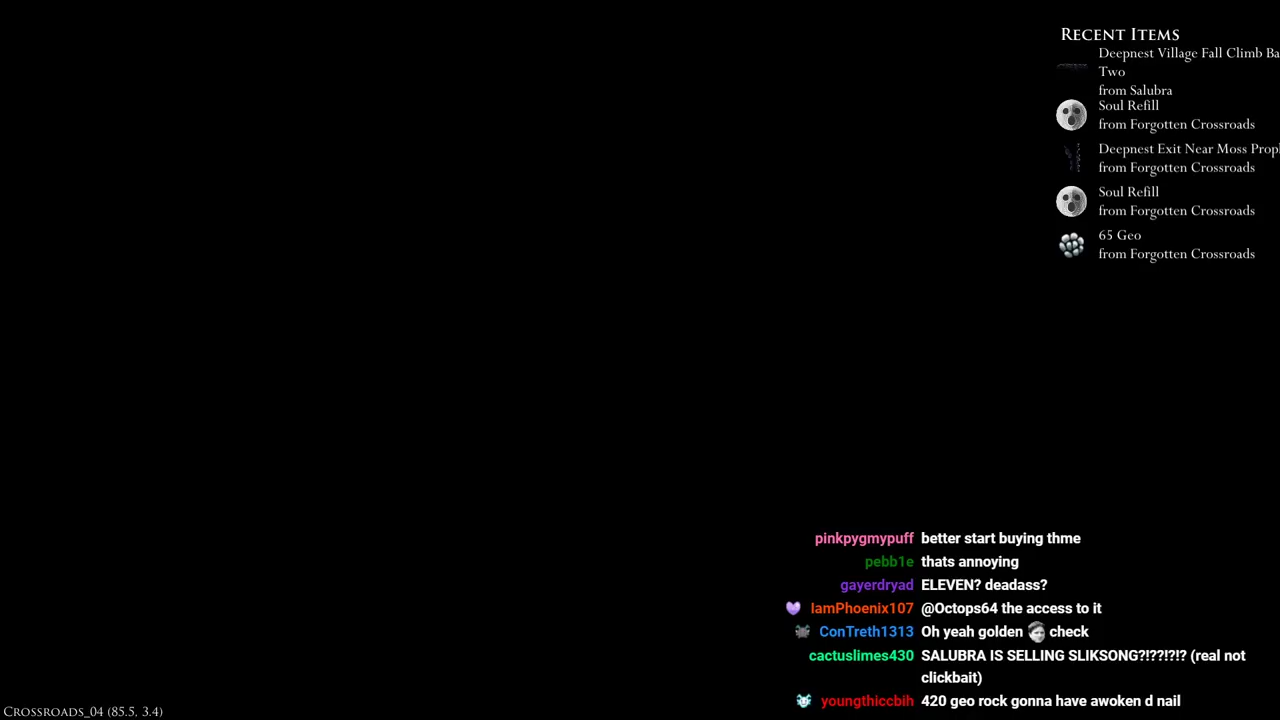 Recent Items
Deepnest Village Fall Climb Ba
Two
from Salubra
Soul Refill
from Forgotten Crossroads
Deepnest Exit Near Moss Prop
from Forgotten Crossroads
Soul Refill
from Forgotten Crossroads
65 Geo
from Forgotten Crossroads
pinkpygmypuff better start buying thme
pebb1e thats annoying
gayerdryad ELEVEN? deadass?
IamPhoenix107 @Octops64 the access to it
ConTreth1313 Oh yeah golden check
cactuslimes430 SALUBRA IS SELLING SLIKSONG?!??!?!? (real not
clickbait)
youngthiccbih 420 geo rock gonna have awoken d nail
Crossroads_04 (85.5, 3.4)